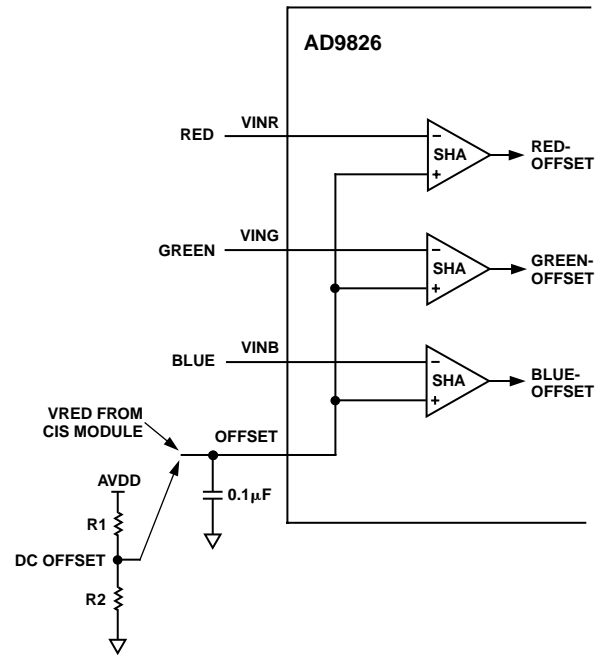 AD9826
VINR
RED
SHA
RED-
OFFSET
VING
GREEN
SHA
GREEN-
OFFSET
VINB
BLUE
SHA
BLUE-
OFFSET
VRED FROM
CIS MODULE
OFFSET
AVDD
0.1μF
R1
DC OFFSET
R2